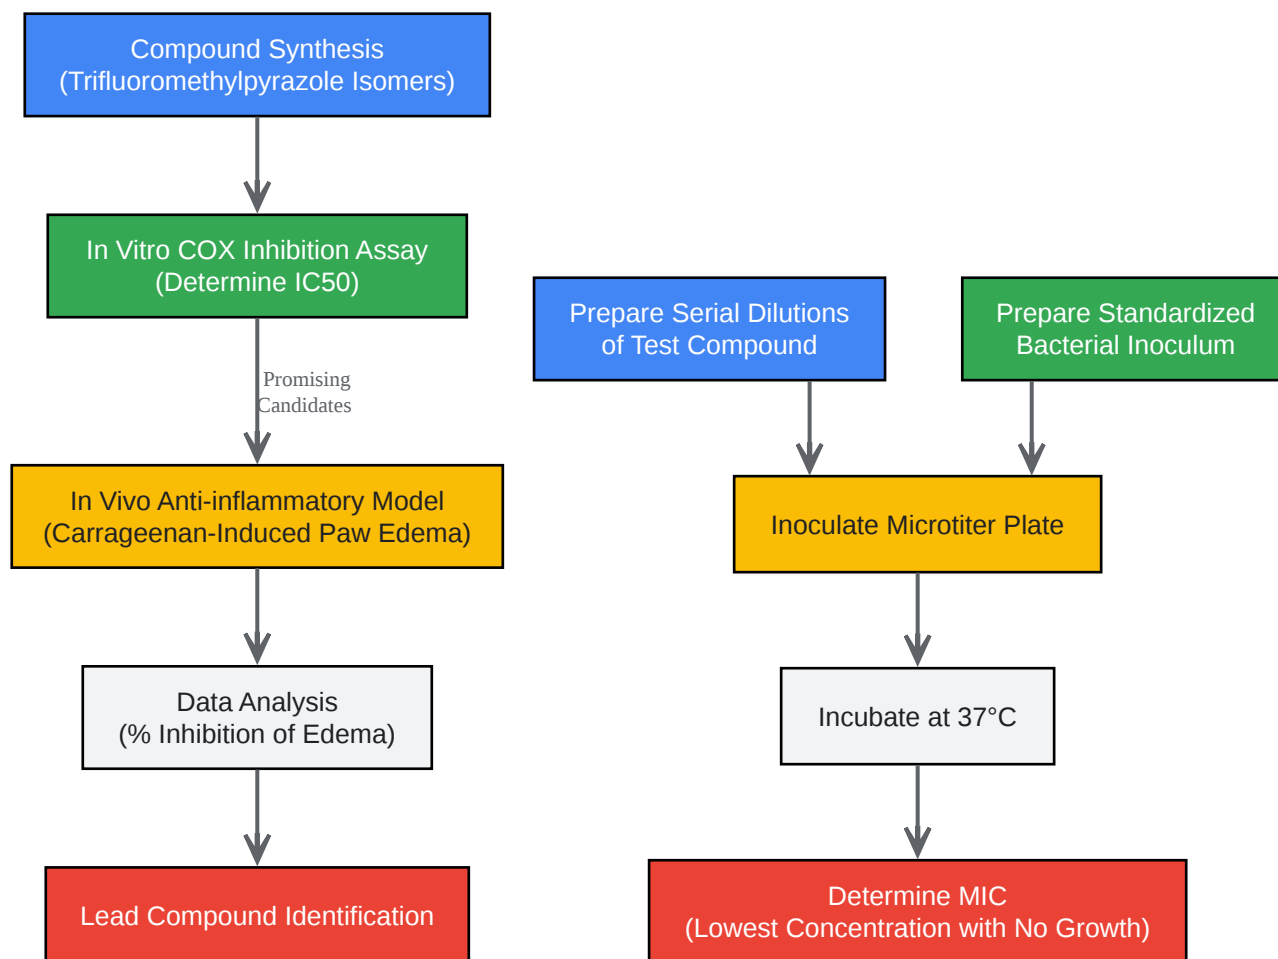 Compound Synthesis
(Trifluoromethylpyrazole Isomers)
In Vitro COX Inhibition Assay
(Determine IC50)
Promising
Candidates
In Vivo Anti-inflammatory Model
(Carrageenan-Induced Paw Edema)
Data Analysis
(% Inhibition of Edema)
Lead Compound Identification
Prepare Serial Dilutions
of Test Compound
Prepare Standardized
Bacterial Inoculum
Inoculate Microtiter Plate
Incubate at 37°C
Determine MIC
(Lowest Concentration with No Growth)